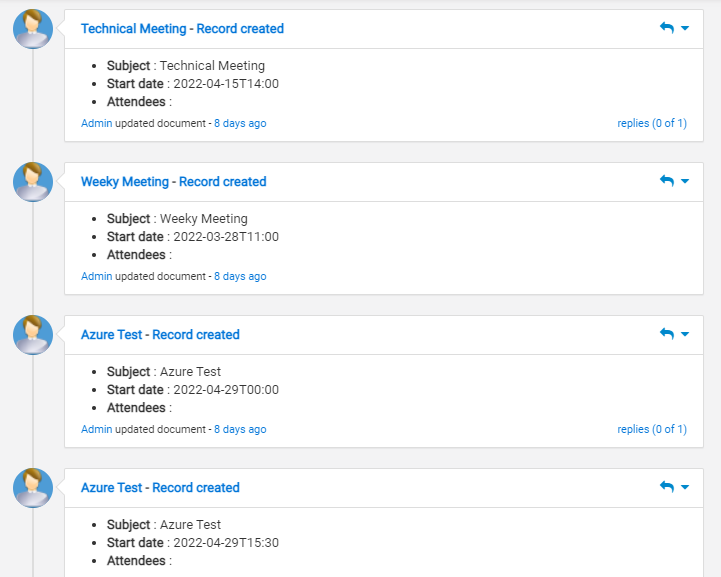 Technical Meeting - Record created
Subject : Technical Meeting
Start date : 2022-04-15T14:00
Attendees :
Admin updated document - 8 days ago replies (0 of 1)
Weeky Meeting - Record created
Subject : Weeky Meeting
Start date : 2022-03-28T11:00
Attendees :
Admin updated document - 8 days ago
Azure Test - Record created
Subject : Azure Test
Start date : 2022-04-29T00:00
Attendees :
Admin updated document - 8 days ago replies (0 of 1)
Azure Test - Record created
Subject : Azure Test
Start date : 2022-04-29T15:30
Attendees :